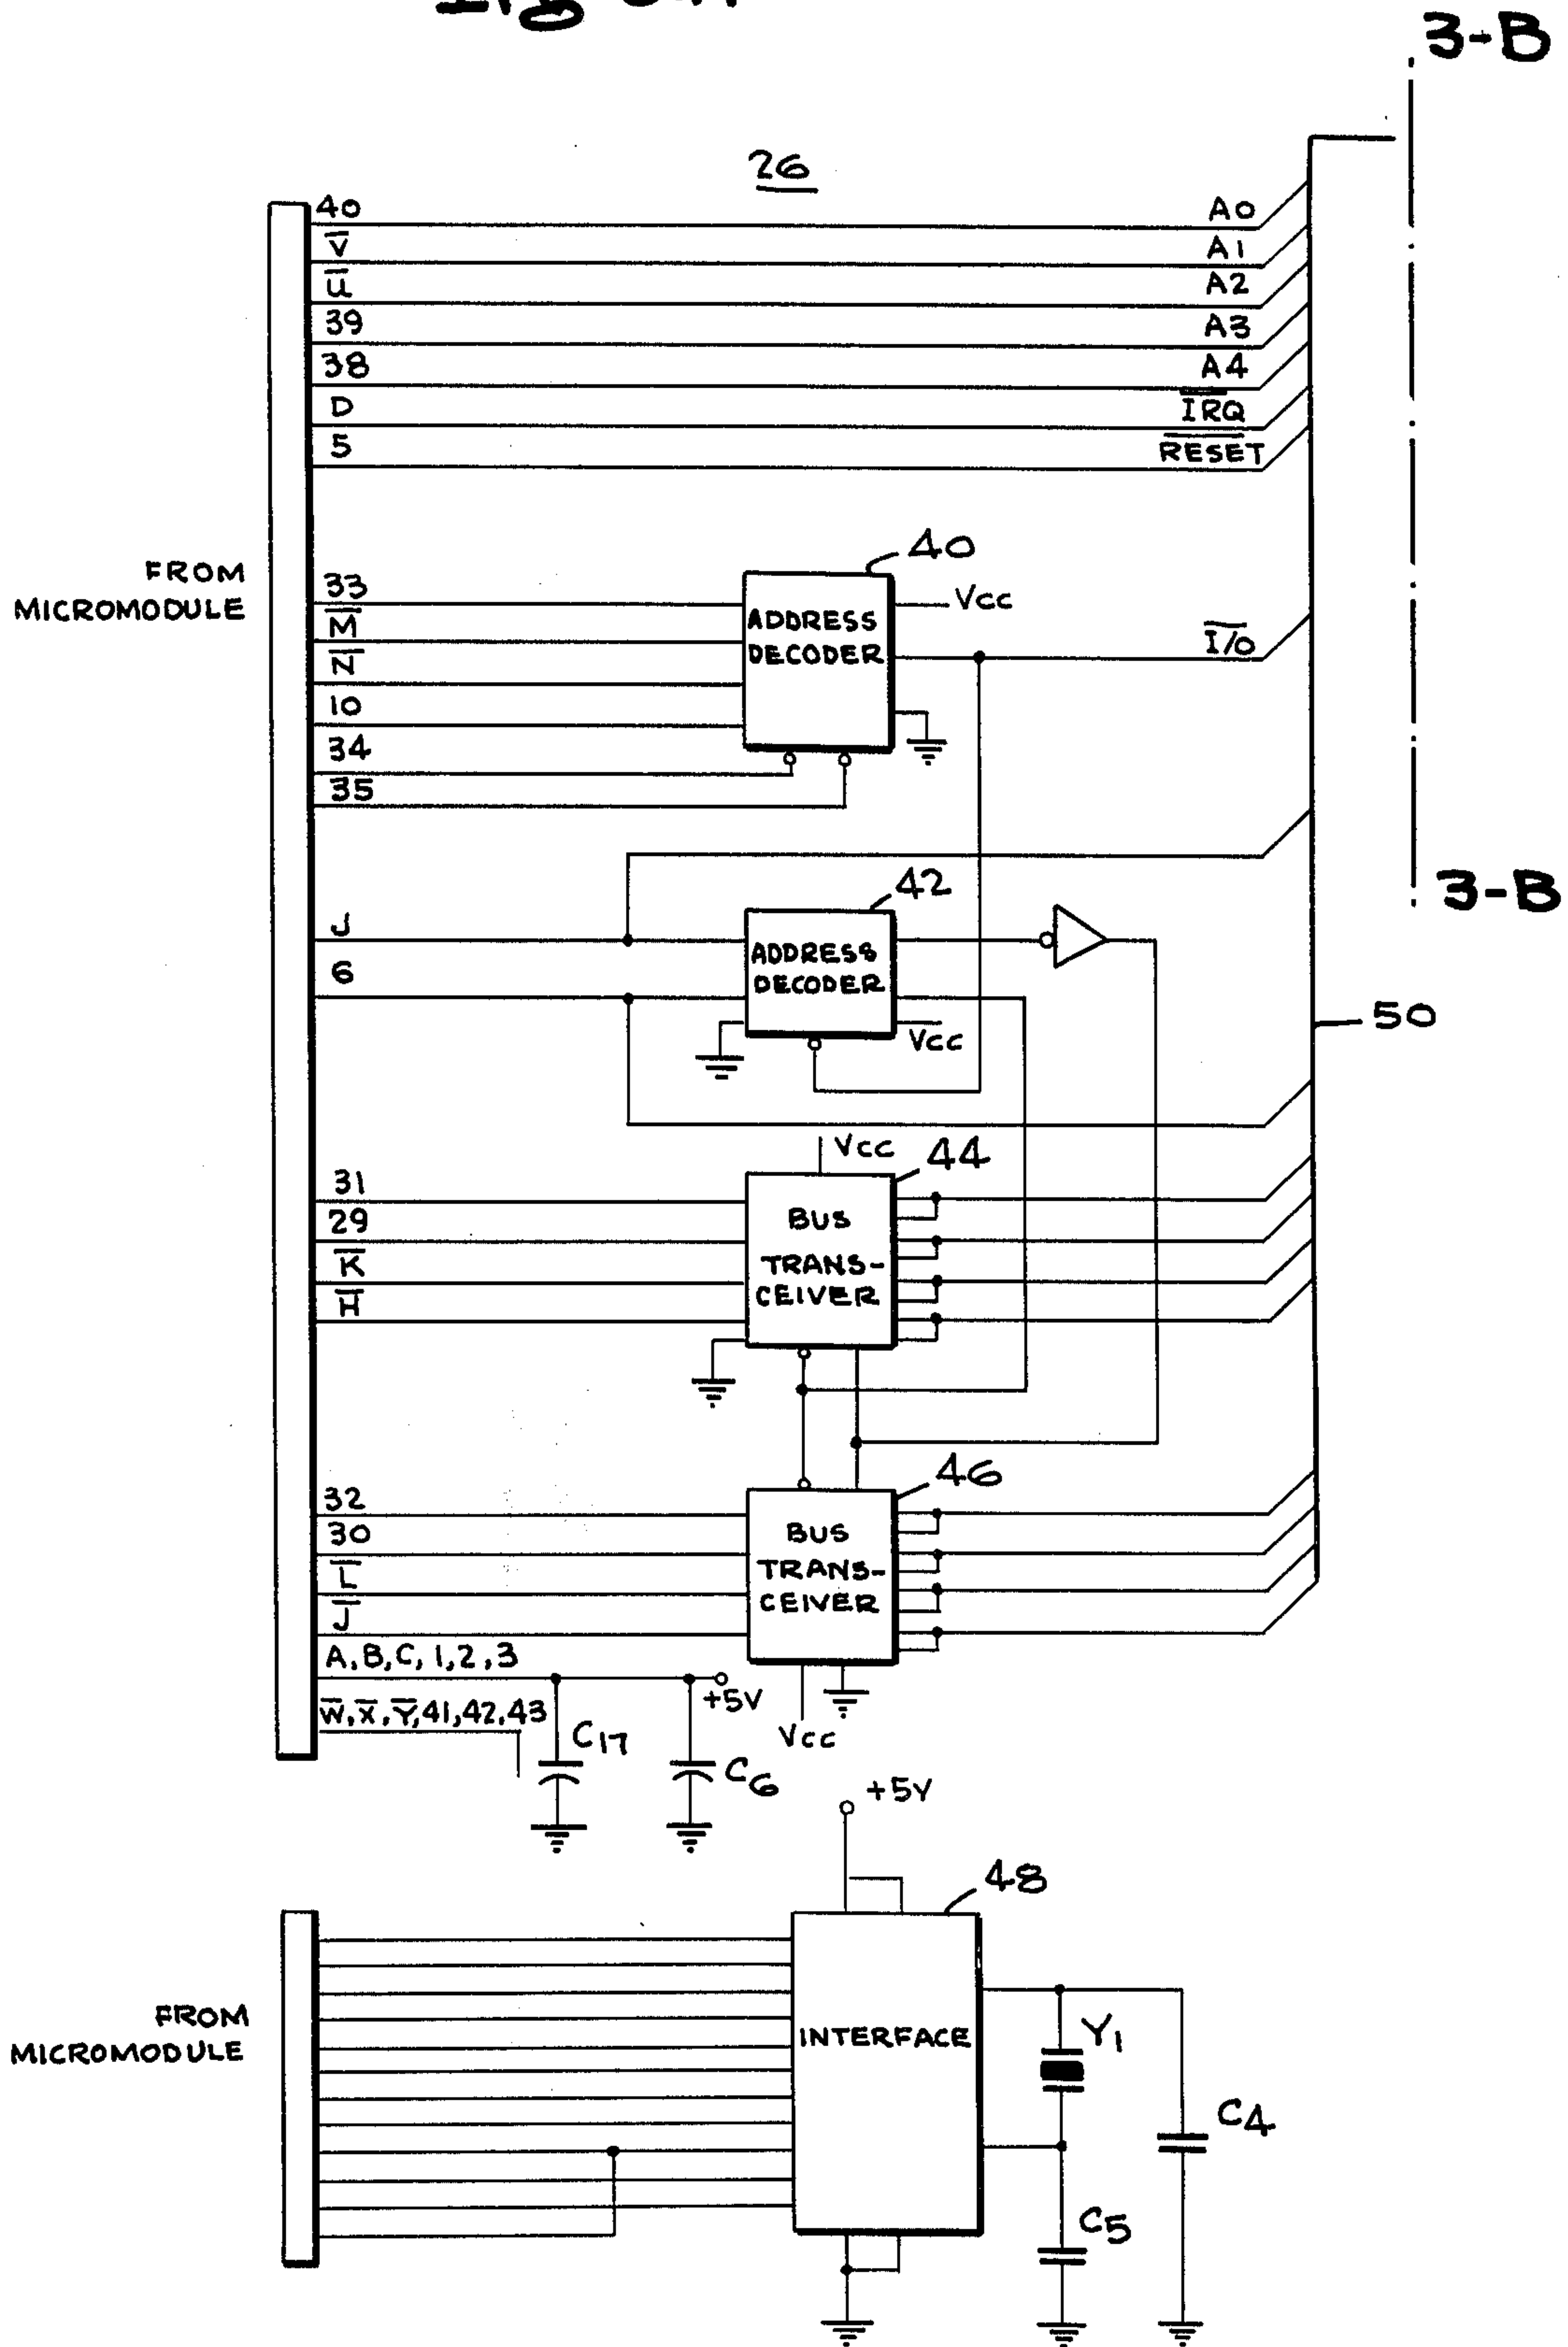 3-B
26
40 A0
V̅ A1
U̅ A2
39 A3
38 A4
D I̅R̅Q̅
5 R̅E̅S̅E̅T̅
FROM
MICROMODULE
40
33
M̅
N̅
10
34
35
ADDRESS
DECODER
Vcc
I̅/̅O̅
42
J
6
ADDRESS
DECODER
Vcc
3-B
50
Vcc
44
31
29
K̅
H̅
BUS
TRANS-
CEIVER
46
32
30
L̅
J̅
BUS
TRANS-
CEIVER
A,B,C,1,2,3
+5V
W̅,X̅,Y̅,41,42,43
C17
C6
Vcc
+5V
48
FROM
MICROMODULE
INTERFACE
Y1
C4
C5